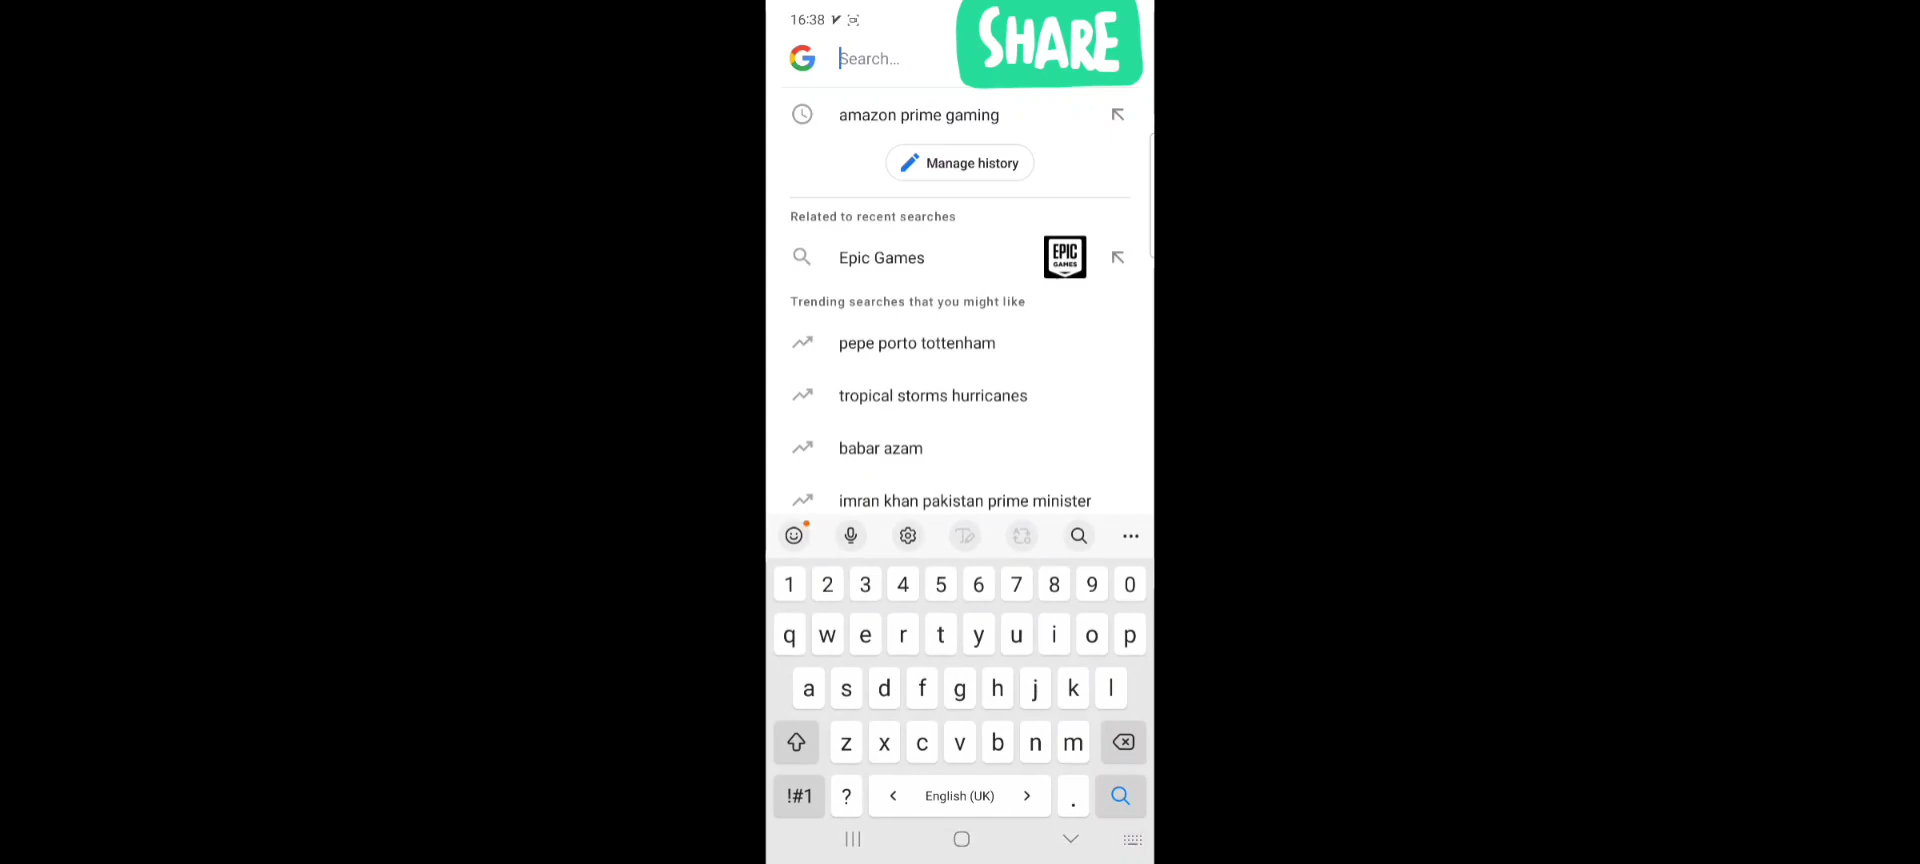 16:38
SHARE
Search...
amazon prime gaming
Manage history
Related to recent searches
Epic Games
EPIC
GAMES
Trending searches that you might like
pepe porto tottenham
tropical storms hurricanes
babar azam
imran khan pakistan prime minister
1 2 3 4 5 6 7 8 9 0
q w e r t y u i o p
a s d f g h j k l
z x c v b n m
!#1 ? < English (UK) > .